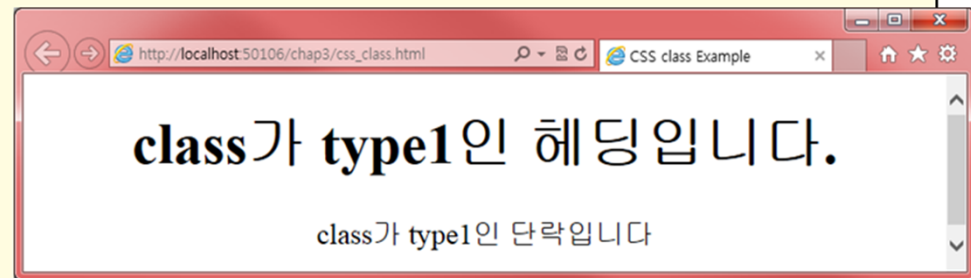 http://localhost:50106/chap3/css_class.html
CSS class Example
class가 type1인 헤딩입니다.
class가 type1인 단락입니다